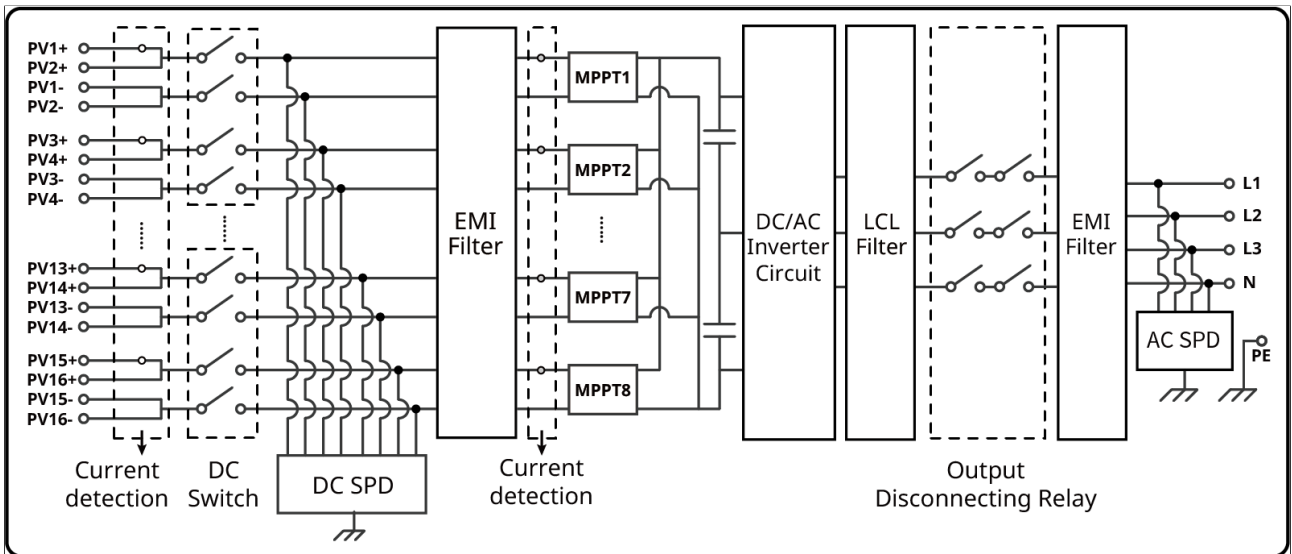 PV1+
PV2+
PV1-
PV2-
PV3+
PV4+
PV3-
PV4-
PV13+
PV14+
PV13-
PV14-
PV15+
PV16+
PV15-
PV16-
Current
detection
DC
Switch
DC SPD
EMI
Filter
Current
detection
MPPT1
MPPT2
MPPT7
MPPT8
DC/AC
Inverter
Circuit
LCL
Filter
Output
Disconnecting Relay
EMI
Filter
L1
L2
L3
N
AC SPD
PE